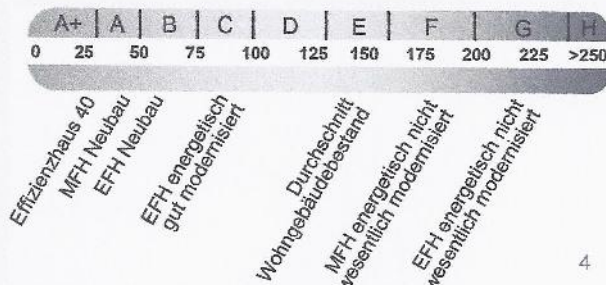 A+ A B C D E F G H
0 25 50 75 100 125 150 175 200 225 >250
Effizienzhaus 40
MFH Neubau
EFH Neubau
EFH energetisch
gut modernisiert
Durchschnitt
Wohngebäudebestand
MFH energetisch nicht
wesentlich modernisiert
EFH energetisch nicht
wesentlich modernisiert
4